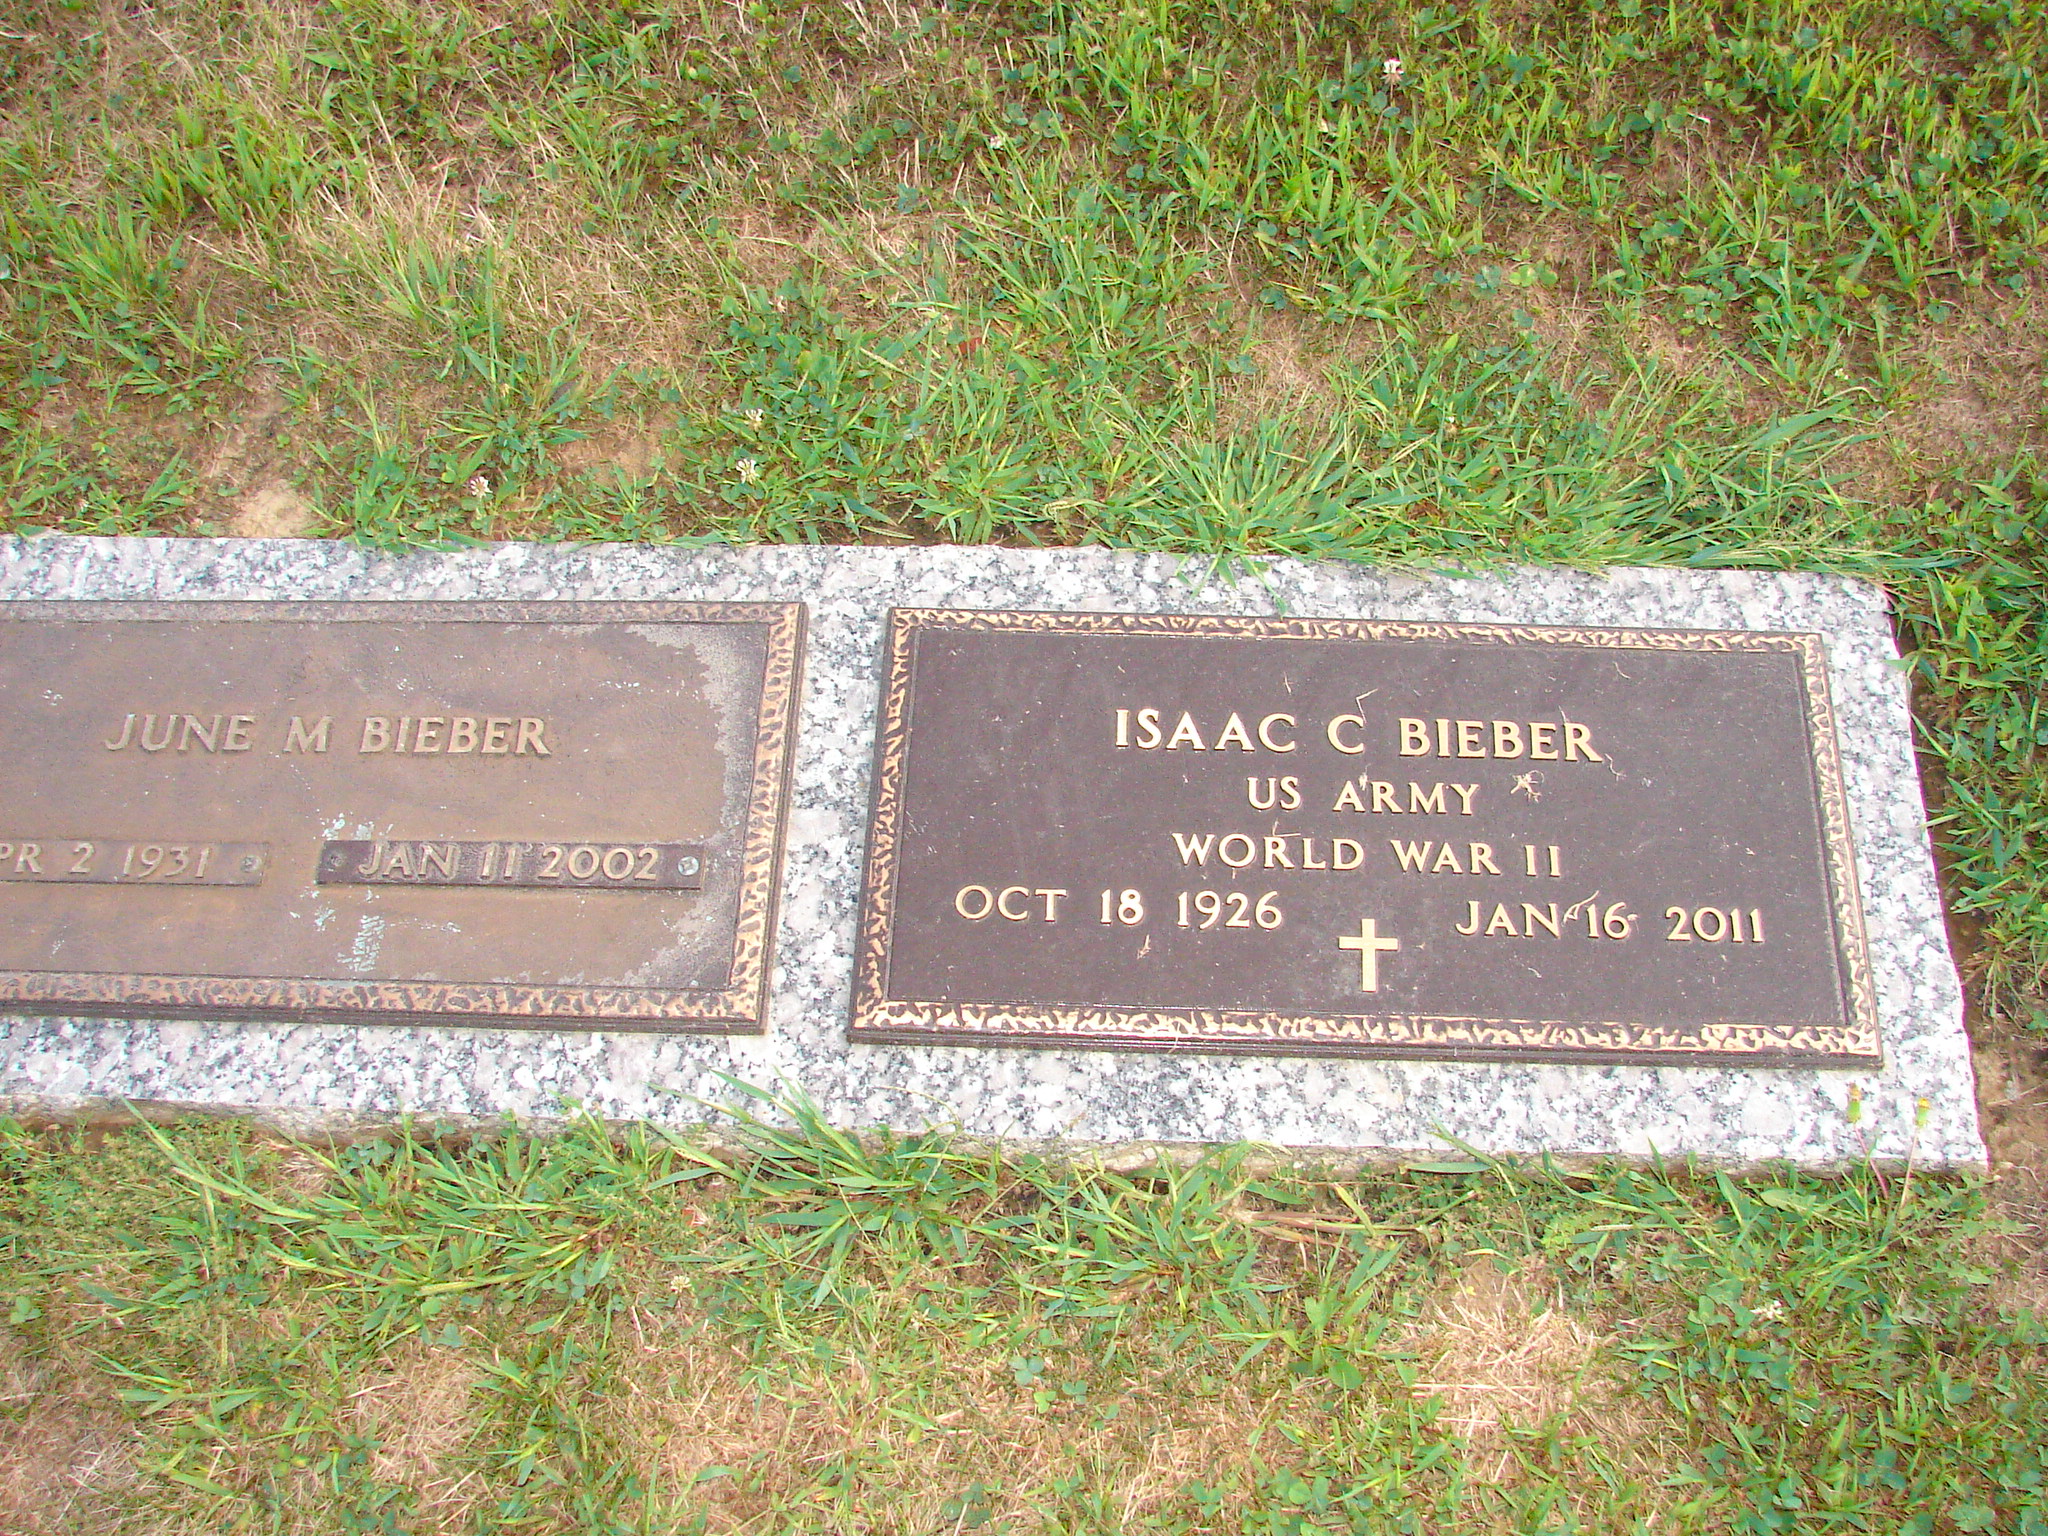 JUNE M BIEBER
PR 2 1931 JAN 11 2002
ISAAC C BIEBER
US ARMY
WORLD WAR II
OCT 18 1926 JAN 16 2011